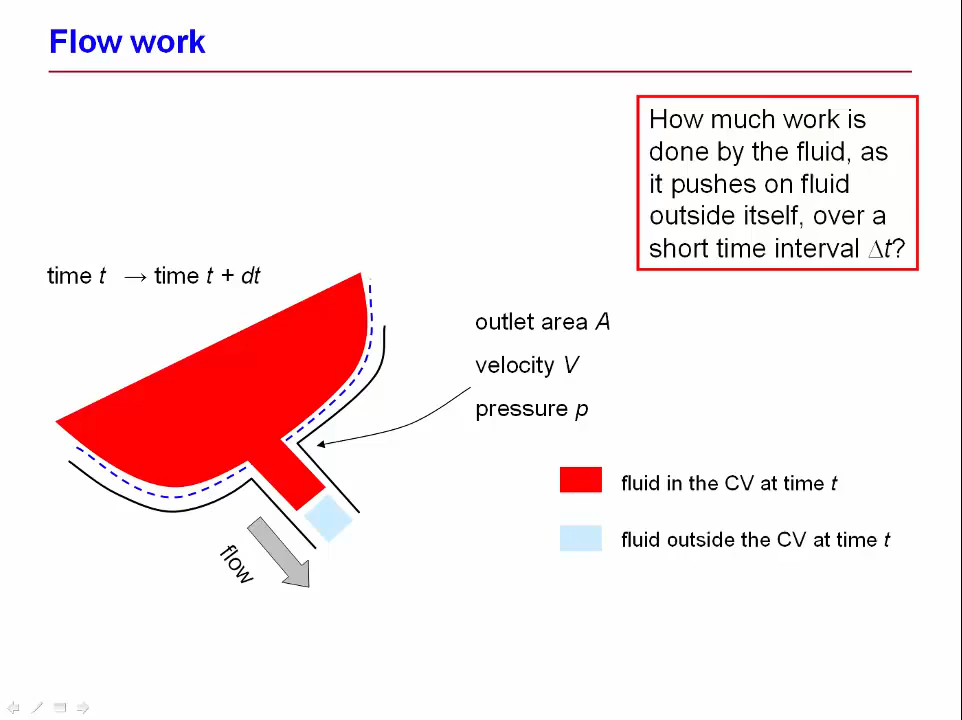 Flow work
How much work is
done by the fluid, as
it pushes on fluid
outside itself, over a
short time interval Δt?
time t → time t + dt
outlet area A
velocity V
pressure p
fluid in the CV at time t
fluid outside the CV at time t
flow